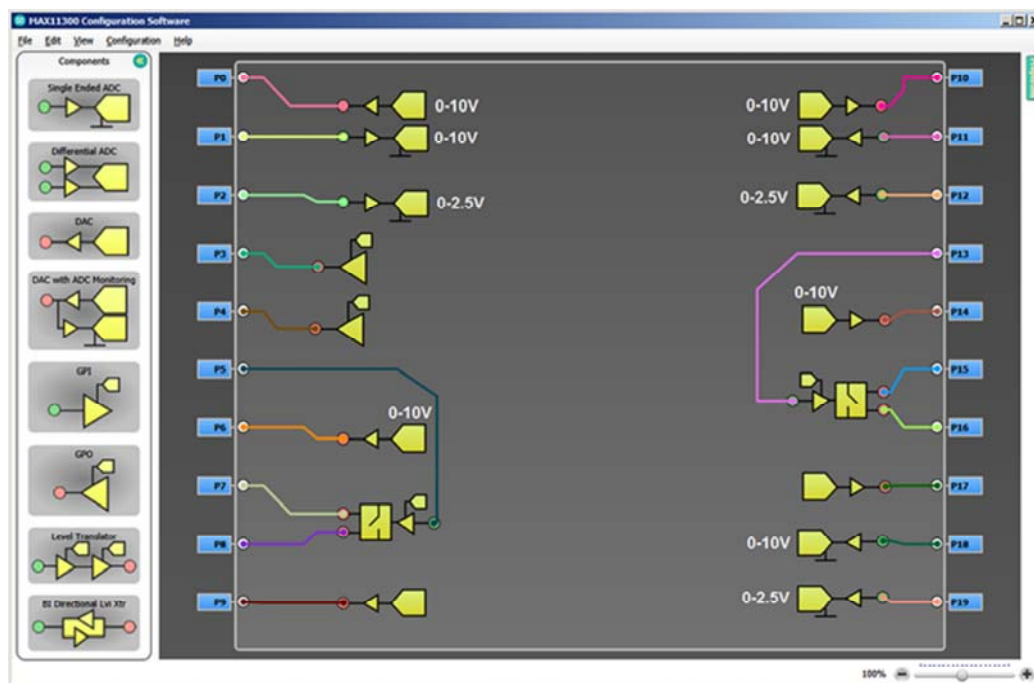 MAX11300 Configuration Software
File Edit View Configuration Help
Components
Single Ended ADC
Differential ADC
DAC
DAC with ADC Monitoring
GPI
GPO
Level Translator
BI Directional Lvl Xtr
P0
0-10V
P1
0-10V
P2
0-2.5V
P3
P4
P5
P6
0-10V
P7
P8
P9
0-10V
P10
0-10V
P11
0-2.5V
P12
P13
0-10V
P14
P15
P16
P17
0-10V
P18
0-2.5V
P19
100%